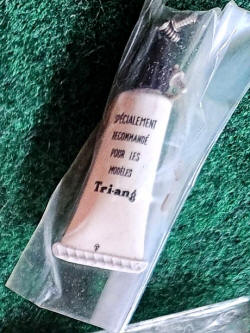 SPÉCIALEMENT
RECOMMANDÉ
POUR LES
MODÈLES
Tri-ang